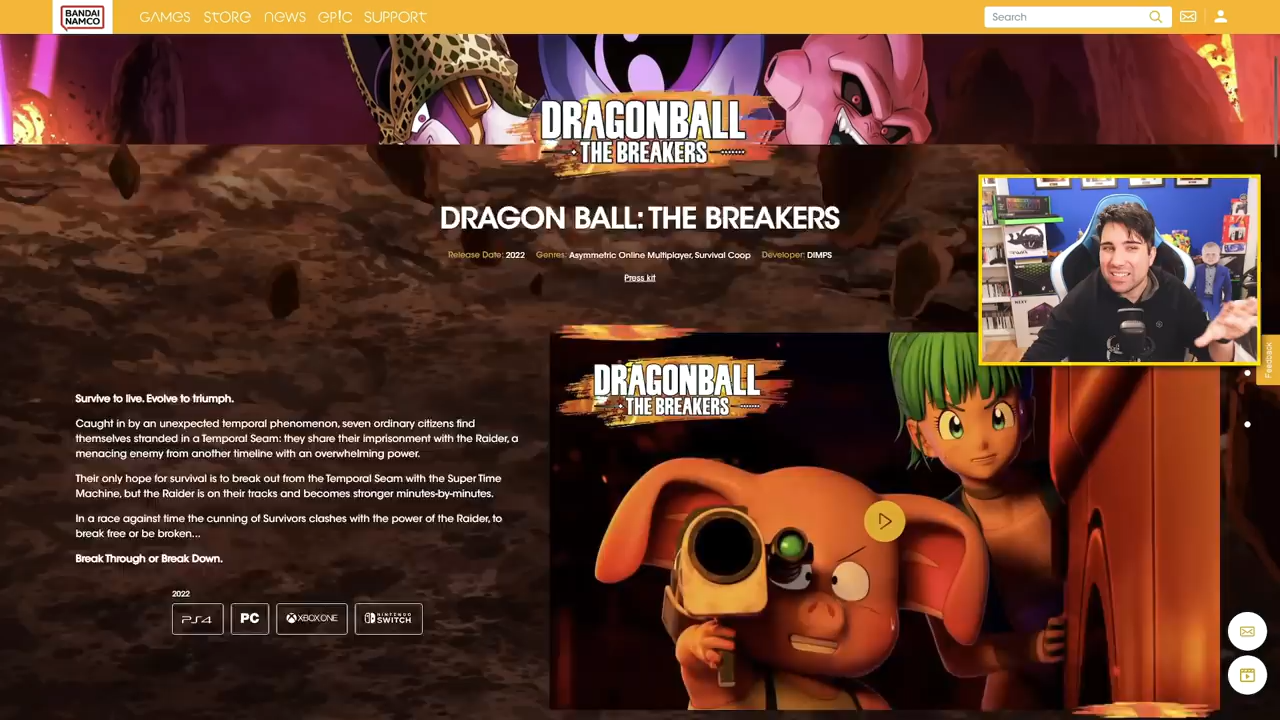 BANDAI
NAMCO
GAMES STORE NEWS EPIC SUPPORT
Search
DRAGONBALL
THE BREAKERS
DRAGON BALL: THE BREAKERS
Release Date: 2022 Genres: Asymmetric Online Multiplayer, Survival Coop Developer: DIMPS
Press kit
Feedback
DRAGONBALL
THE BREAKERS
Survive to live. Evolve to triumph.
Caught in by an unexpected temporal phenomenon, seven ordinary citizens find
themselves stranded in a Temporal Seam: they share their imprisonment with the Raider, a
menacing enemy from another timeline with an overwhelming power.
Their only hope for survival is to break out from the Temporal Seam with the Super Time
Machine, but the Raider is on their tracks and becomes stronger minutes-by-minutes.
In a race against time the cunning of Survivors clashes with the power of the Raider, to
break free or be broken...
Break Through or Break Down.
2022
PS4 PC XBOX ONE NINTENDO SWITCH